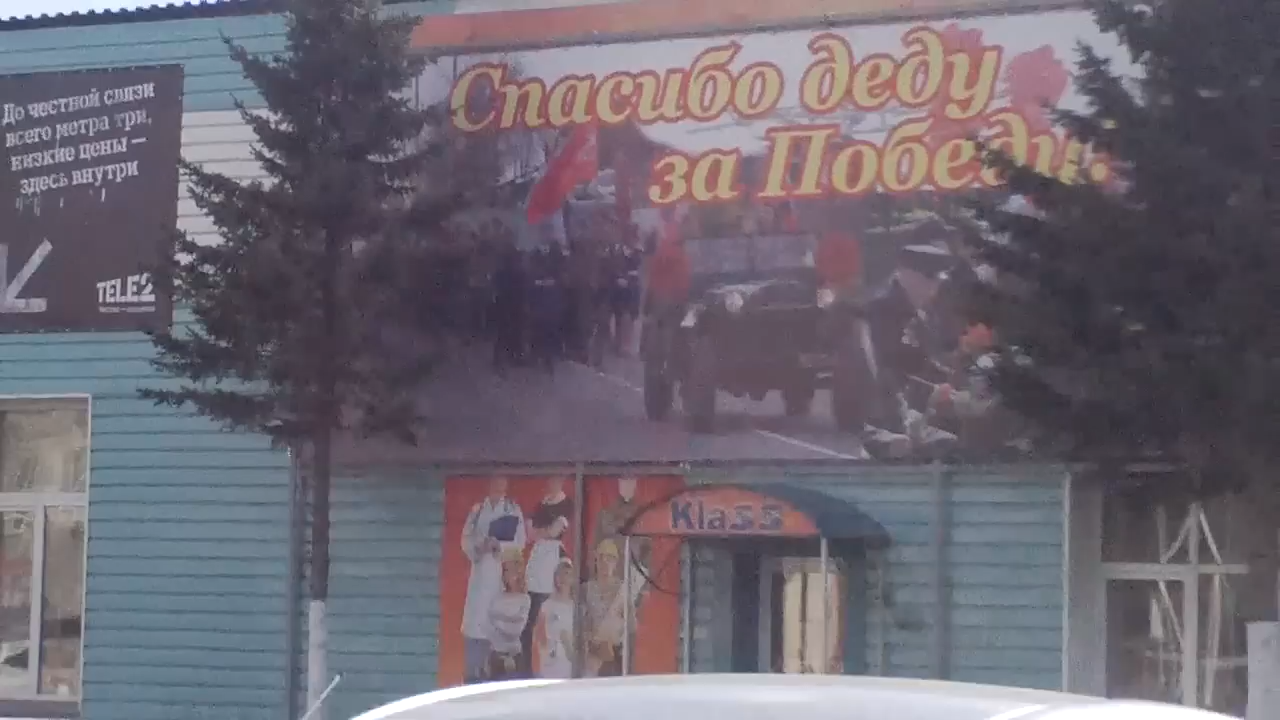 До честной связи
всего метра три,
низкие цены —
здесь внутри
TELE2
Спасибо деду
за Победу!
Klass